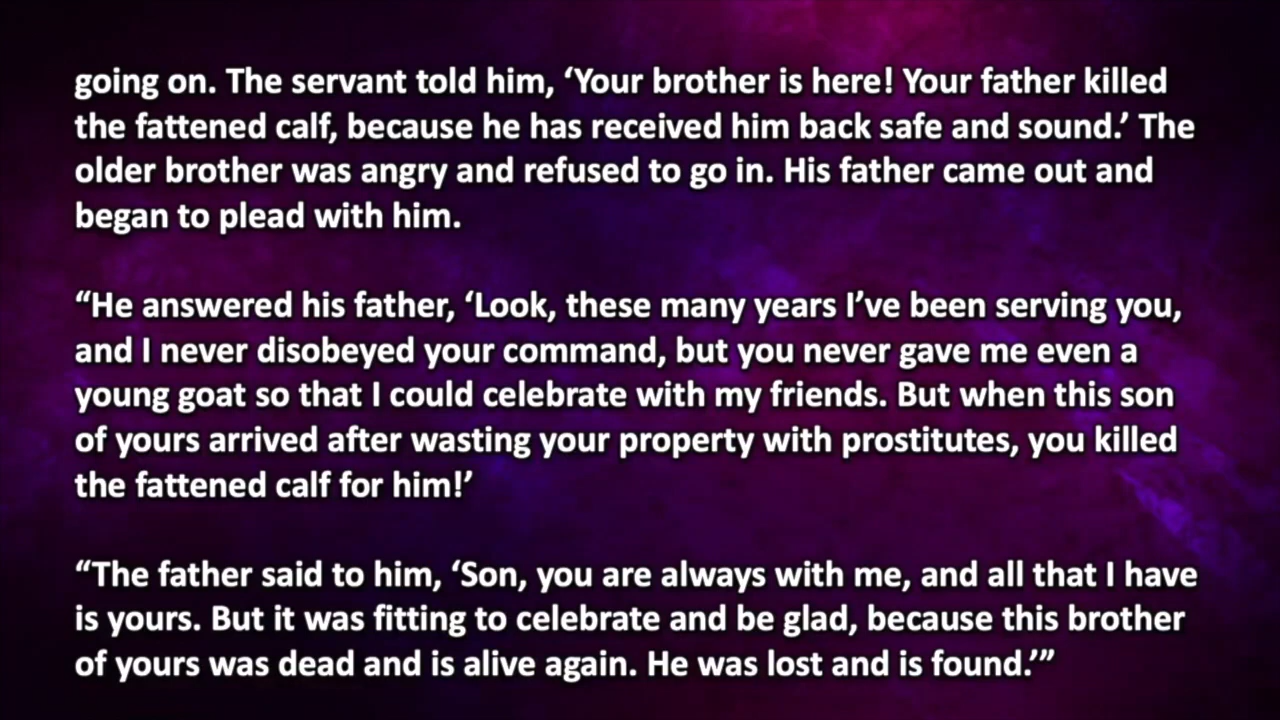 going on. The servant told him, ‘Your brother is here! Your father killed
the fattened calf, because he has received him back safe and sound.’ The
older brother was angry and refused to go in. His father came out and
began to plead with him.
“He answered his father, ‘Look, these many years I’ve been serving you,
and I never disobeyed your command, but you never gave me even a
young goat so that I could celebrate with my friends. But when this son
of yours arrived after wasting your property with prostitutes, you killed
the fattened calf for him!’
“The father said to him, ‘Son, you are always with me, and all that I have
is yours. But it was fitting to celebrate and be glad, because this brother
of yours was dead and is alive again. He was lost and is found.’”